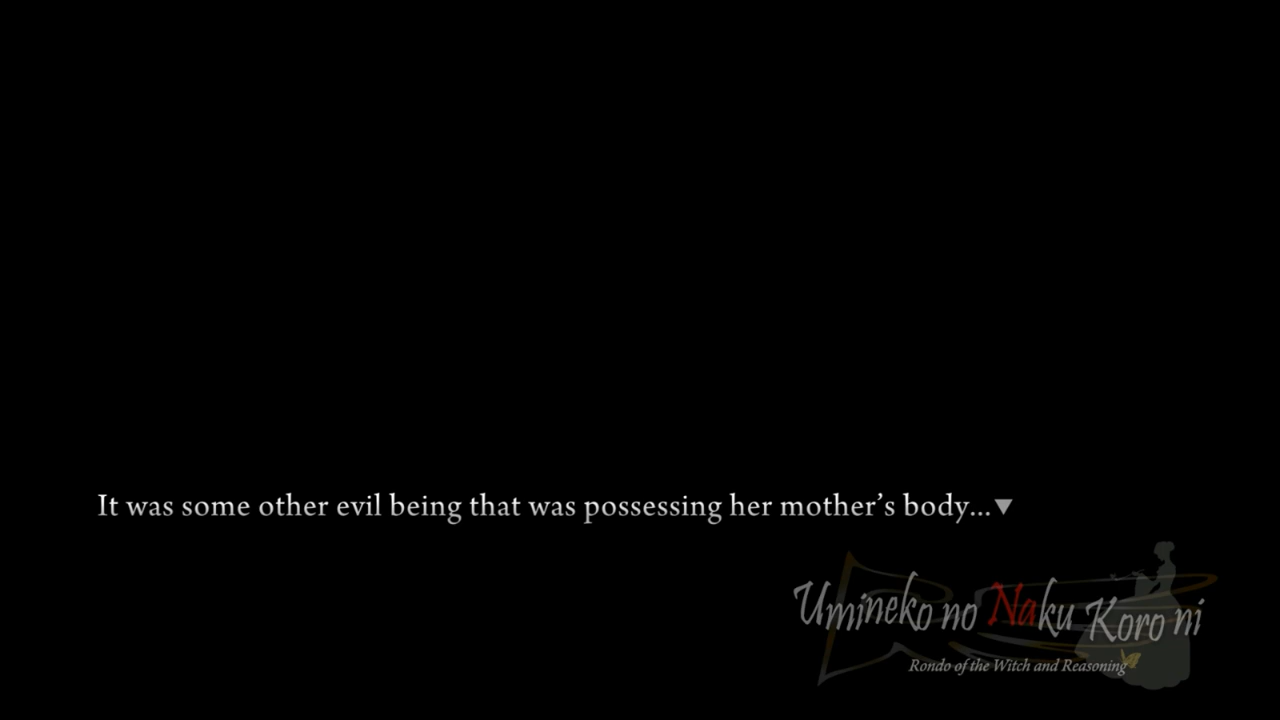 It was some other evil being that was possessing her mother's body...
Umineko no Naku Koro ni
Rondo of the Witch and Reasoning